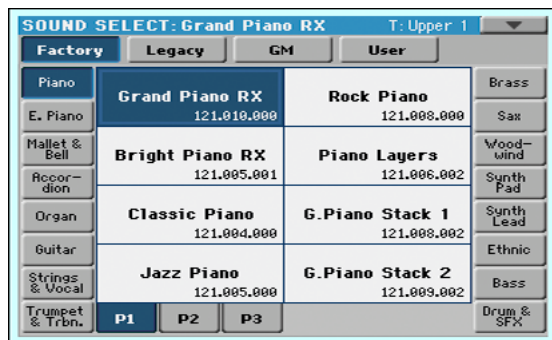 SOUND SELECT:Grand Piano RX T:Upper 1
Factory Legacy GM User
Piano
E. Piano
Mallet &
Bell
Accor-
dion
Organ
Guitar
Strings
& Vocal
Trumpet
& Trbn.
Grand Piano RX
121.010.000
Rock Piano
121.008.000
Bright Piano RX
121.005.001
Piano Layers
121.006.002
Classic Piano
121.004.000
G.Piano Stack 1
121.008.002
Jazz Piano
121.005.000
G.Piano Stack 2
121.009.002
P1 P2 P3
Brass
Sax
Wood-
wind
Synth
Pad
Synth
Lead
Ethnic
Bass
Drum &
SFX